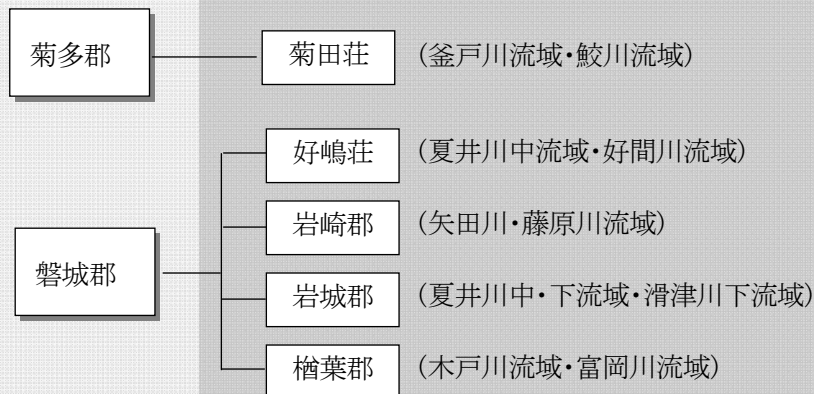 菊多郡
菊田荘 (釜戸川流域・鮫川流域)
好嶋荘 (夏井川中流域・好間川流域)
岩崎郡 (矢田川・藤原川流域)
磐城郡
岩城郡 (夏井川中・下流域・滑津川下流域)
楢葉郡 (木戸川流域・富岡川流域)